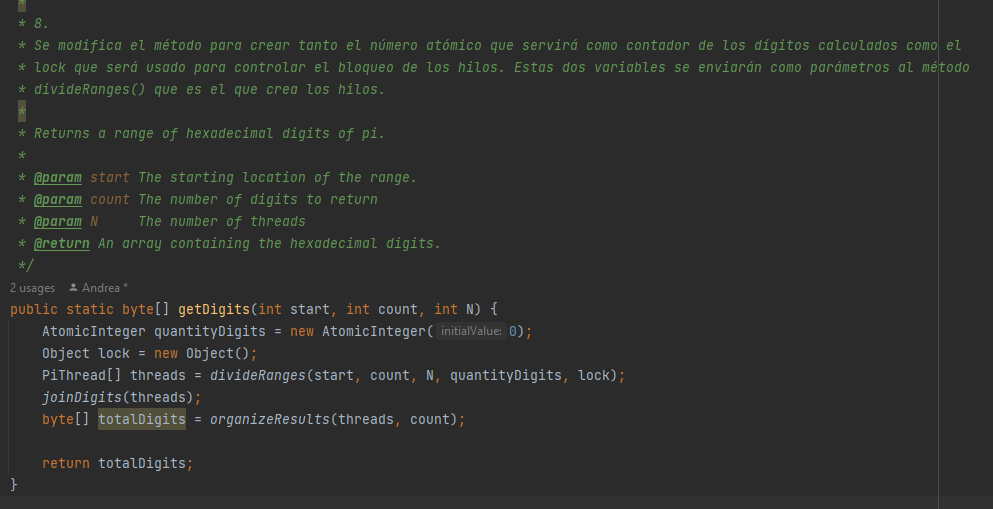 *
* 8.
* Se modifica el método para crear tanto el número atómico que servirá como contador de los dígitos calculados como el
* lock que será usado para controlar el bloqueo de los hilos. Estas dos variables se enviarán como parámetros al método
* divideRanges() que es el que crea los hilos.
*
* Returns a range of hexadecimal digits of pi.
*
* @param start The starting location of the range.
* @param count The number of digits to return
* @param N     The number of threads
* @return An array containing the hexadecimal digits.
*/
2 usages Andrea *
public static byte[] getDigits(int start, int count, int N) {
    AtomicInteger quantityDigits = new AtomicInteger( initialValue: 0);
    Object lock = new Object();
    PiThread[] threads = divideRanges(start, count, N, quantityDigits, lock);
    joinDigits(threads);
    byte[] totalDigits = organizeResults(threads, count);
    return totalDigits;
}